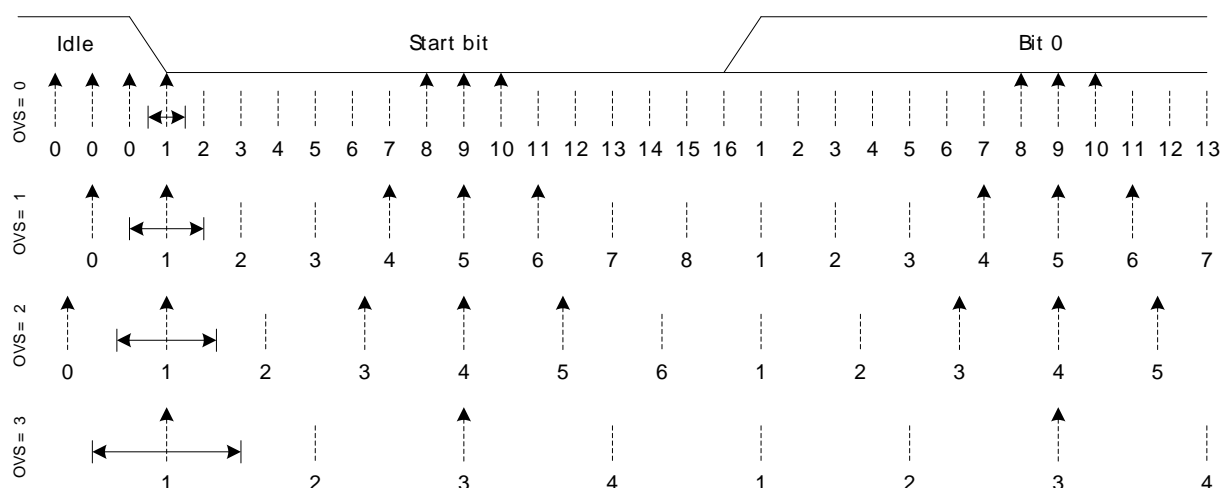 Idle Start bit Bit 0
OVS = 0
0 0 0 1 2 3 4 5 6 7 8 9 10 11 12 13 14 15 16 1 2 3 4 5 6 7 8 9 10 11 12 13
OVS = 1
0 1 2 3 4 5 6 7 8 1 2 3 4 5 6 7
OVS = 2
0 1 2 3 4 5 6 1 2 3 4 5
OVS = 3
1 2 3 4 1 2 3 4